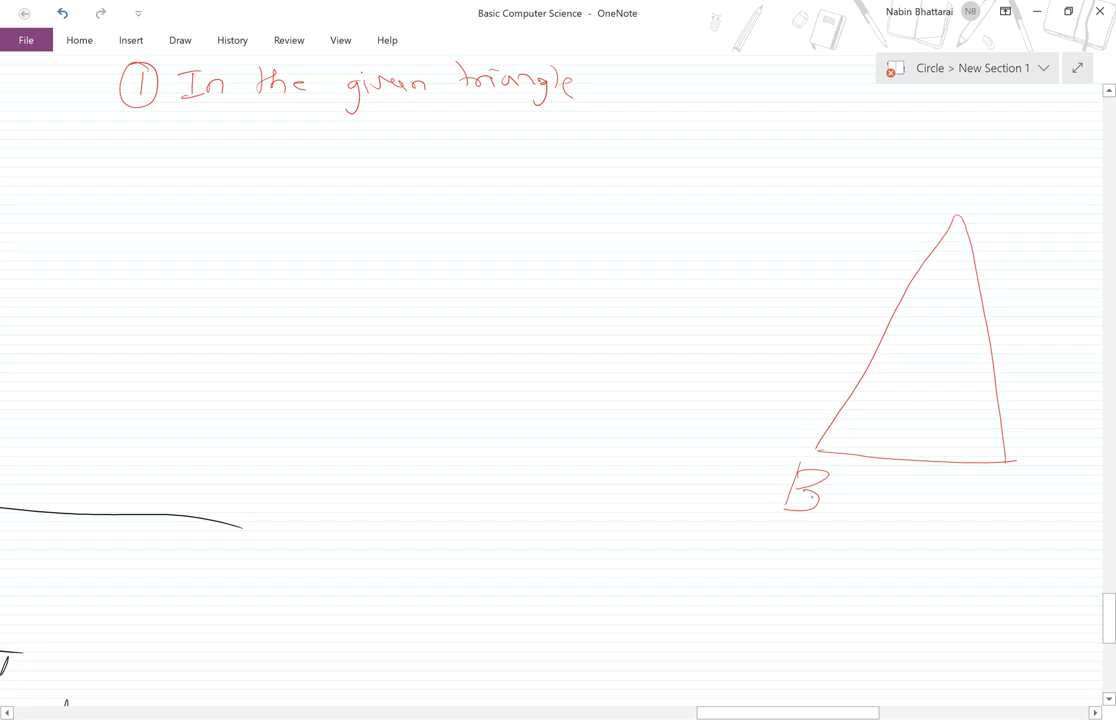 Basic Computer Science - OneNote
Nabin Bhattarai NB
File Home Insert Draw History Review View Help
Circle > New Section 1
① In the given triangle
B